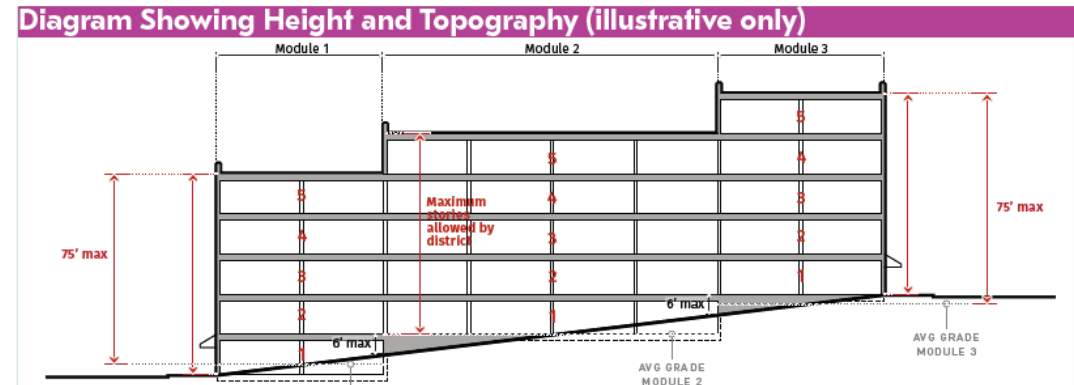 Diagram Showing Height and Topography (illustrative only)
Module 1
Module 2
Module 3
5
4
3
2
1
5
4
3
2
1
5
4
3
2
1
75' max
Maximum
stories
allowed by
district
75' max
6' max
6' max
AVG GRADE
MODULE 2
AVG GRADE
MODULE 3